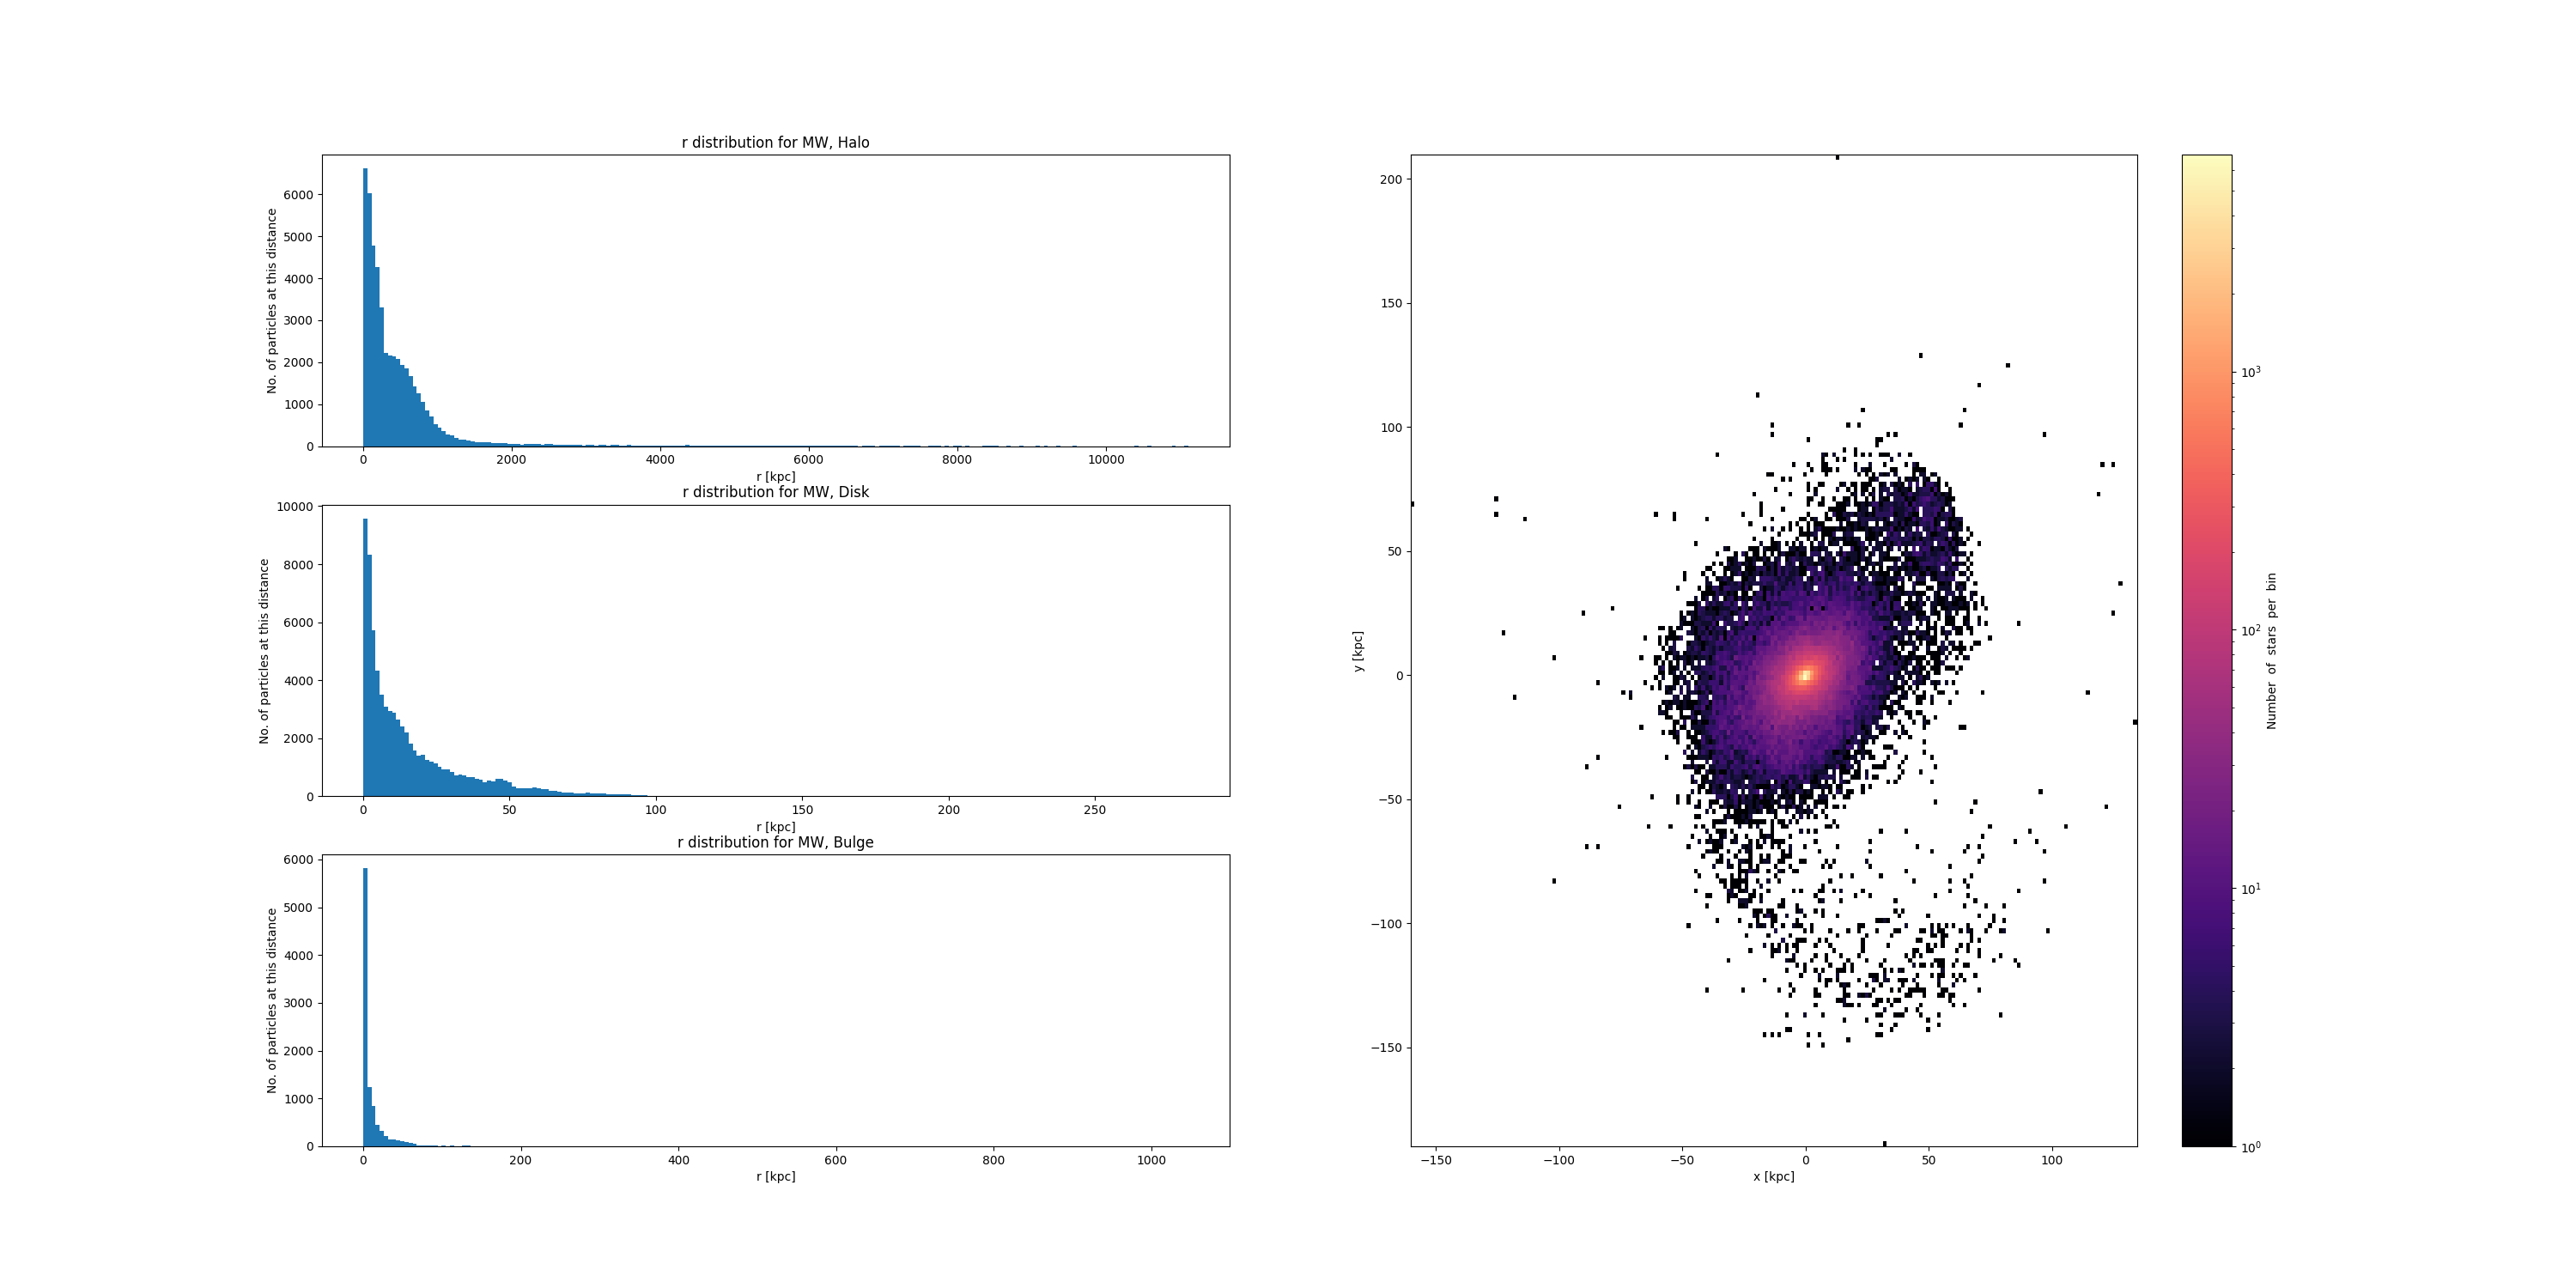 r distribution for MW, Halo
No. of particles at this distance
6000
5000
4000
3000
2000
1000
0
0 2000 4000 6000 8000 10000
r [kpc]
r distribution for MW, Disk
No. of particles at this distance
10000
8000
6000
4000
2000
0
0 50 100 150 200 250
r [kpc]
r distribution for MW, Bulge
No. of particles at this distance
6000
5000
4000
3000
2000
1000
0
0 200 400 600 800 1000
r [kpc]
y [kpc]
200
150
100
50
0
−50
−100
−150
−150 −100 −50 0 50 100
x [kpc]
10³
10²
10¹
10⁰
Number of stars per bin